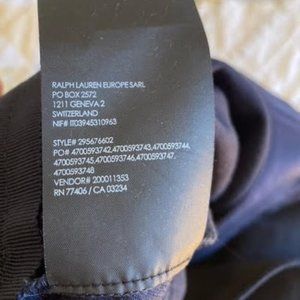 RALPH LAUREN EUROPE SARL
PO BOX 2572
1211 GENEVA 2
SWITZERLAND
NIF# IT03945310963
STYLE# 295676602
PO# 4700593742,4700593743,4700593744,
4700593745,4700593746,4700593747,
4700593748
VENDOR# 200011353
RN 77406 / CA 03234